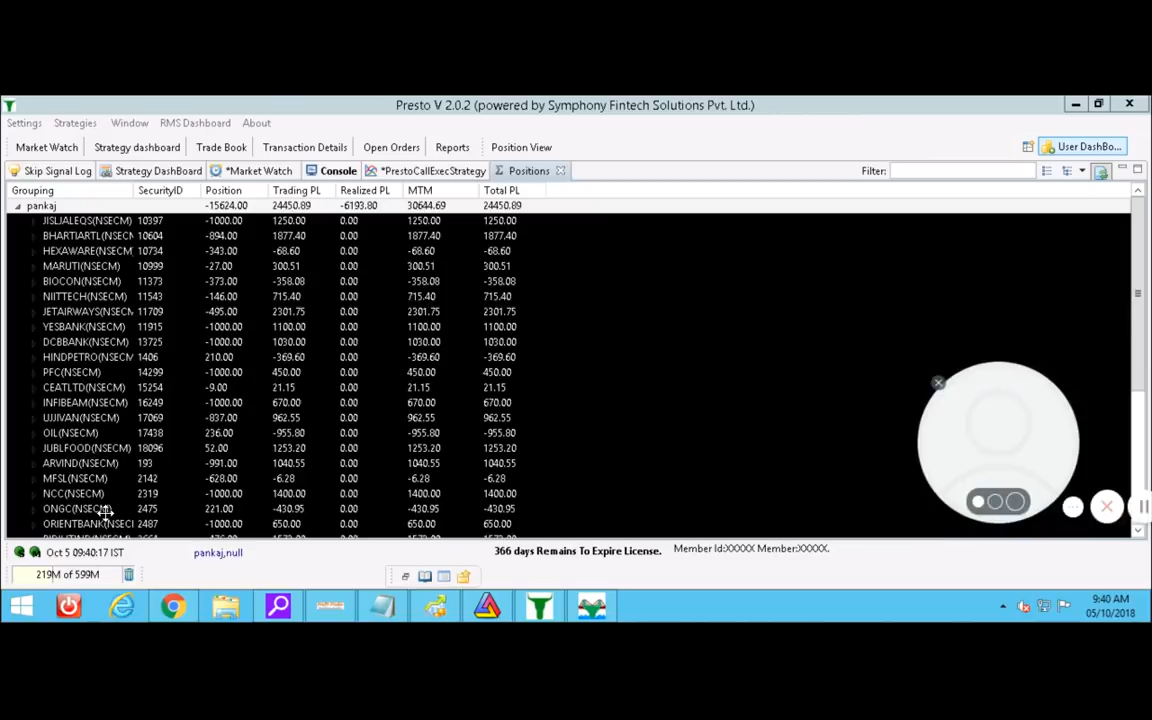 Presto V 2.0.2 (powered by Symphony Fintech Solutions Pvt. Ltd.)
Settings Strategies Window RMS Dashboard About
Market Watch Strategy dashboard Trade Book Transaction Details Open Orders Reports Position View User DashBo...
Skip Signal Log Strategy DashBoard *Market Watch Console *PrestoCallExecStrategy Positions Filter:
Grouping SecurityID Position Trading PL Realized PL MTM Total PL
pankaj -15624.00 24450.89 -6193.80 30644.69 24450.89
JISLJALEQS(NSECM) 10397 -1000.00 1250.00 0.00 1250.00 1250.00
BHARTIARTL(NSECM 10604 -894.00 1877.40 0.00 1877.40 1877.40
HEXAWARE(NSECM 10734 -343.00 -68.60 0.00 -68.60 -68.60
MARUTI(NSECM) 10999 -27.00 300.51 0.00 300.51 300.51
BIOCON(NSECM) 11373 -373.00 -358.08 0.00 -358.08 -358.08
NIITTECH(NSECM) 11543 -146.00 715.40 0.00 715.40 715.40
JETAIRWAYS(NSECM 11709 -495.00 2301.75 0.00 2301.75 2301.75
YESBANK(NSECM) 11915 -1000.00 1100.00 0.00 1100.00 1100.00
DCBBANK(NSECM) 13725 -1000.00 1030.00 0.00 1030.00 1030.00
HINDPETRO(NSECM 1406 210.00 -369.60 0.00 -369.60 -369.60
PFC(NSECM) 14299 -1000.00 450.00 0.00 450.00 450.00
CEATLTD(NSECM) 15254 -9.00 21.15 0.00 21.15 21.15
INFIBEAM(NSECM) 16249 -1000.00 670.00 0.00 670.00 670.00
UJJIVAN(NSECM) 17069 -837.00 962.55 0.00 962.55 962.55
OIL(NSECM) 17438 236.00 -955.80 0.00 -955.80 -955.80
JUBLFOOD(NSECM) 18096 52.00 1253.20 0.00 1253.20 1253.20
ARVIND(NSECM) 193 -991.00 1040.55 0.00 1040.55 1040.55
MFSL(NSECM) 2142 -628.00 -6.28 0.00 -6.28 -6.28
NCC(NSECM) 2319 -1000.00 1400.00 0.00 1400.00 1400.00
ONGC(NSECM) 2475 221.00 -430.95 0.00 -430.95 -430.95
ORIENTBANK(NSECI 2487 -1000.00 650.00 0.00 650.00 650.00
Oct 5 09:40:17 IST pankaj,null 366 days Remains To Expire License. Member Id:XXXXX Member:XXXXX.
219M of 599M
9:40 AM
05/10/2018